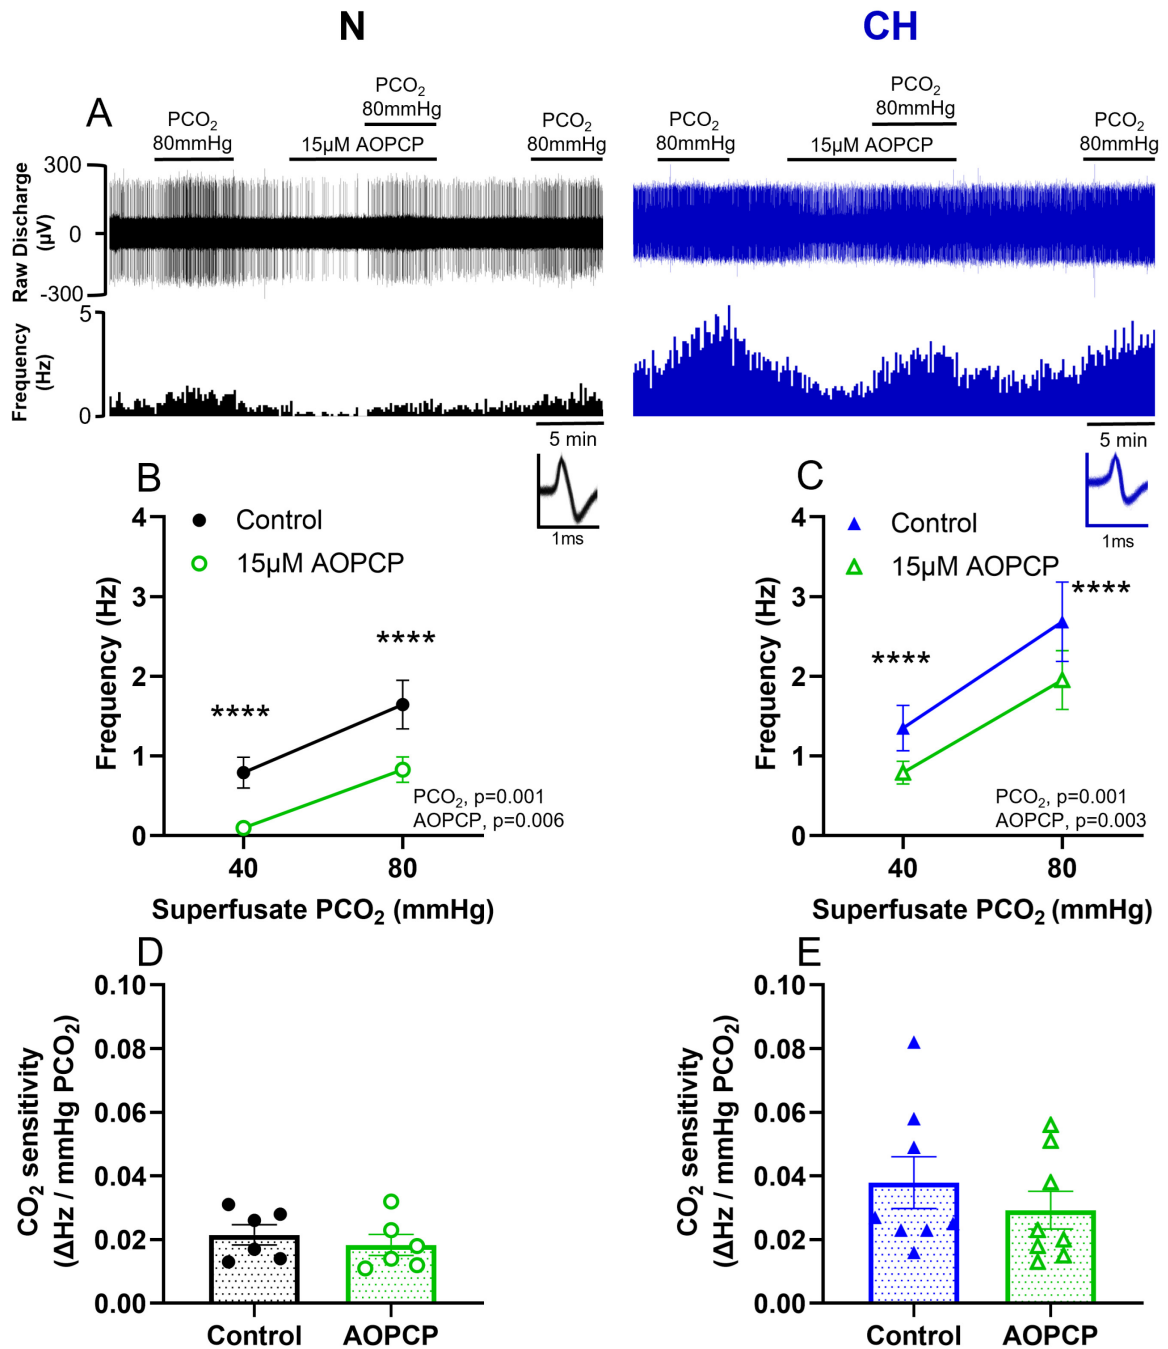 N
CH
A
PCO2
80mmHg
PCO2
80mmHg
15μM AOPCP
PCO2
80mmHg
PCO2
80mmHg
PCO2
80mmHg
15μM AOPCP
PCO2
80mmHg
Raw Discharge
(μV)
300
0
-300
Frequency
(Hz)
5
0
5 min
5 min
1ms
1ms
B
Control
15μM AOPCP
Frequency (Hz)
4
3
2
1
0
****
****
PCO2, p=0.001
AOPCP, p=0.006
40
80
Superfusate PCO2 (mmHg)
C
Control
15μM AOPCP
Frequency (Hz)
4
3
2
1
0
****
****
PCO2, p=0.001
AOPCP, p=0.003
40
80
Superfusate PCO2 (mmHg)
D
CO2 sensitivity
(ΔHz / mmHg PCO2)
0.10
0.08
0.06
0.04
0.02
0.00
Control
AOPCP
E
CO2 sensitivity
(ΔHz / mmHg PCO2)
0.10
0.08
0.06
0.04
0.02
0.00
Control
AOPCP